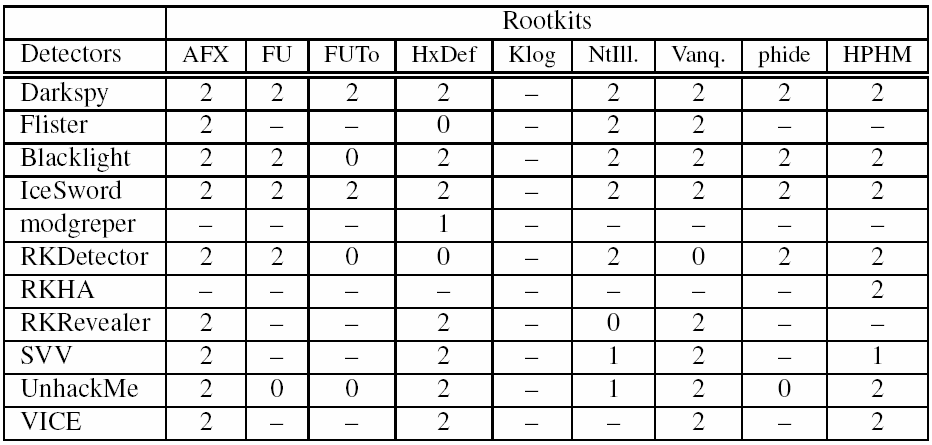 Rootkits
Detectors AFX FU FUTo HxDef Klog NtIll. Vanq. phide HPHM
Darkspy 2 2 2 2 – 2 2 2 2
Flister 2 – – 0 – 2 2 – –
Blacklight 2 2 0 2 – 2 2 2 2
IceSword 2 2 2 2 – 2 2 2 2
modgreper – – – 1 – – – – –
RKDetector 2 2 0 0 – 2 0 2 2
RKHA – – – – – – – – 2
RKRevealer 2 – – 2 – 0 2 – –
SVV 2 – – 2 – 1 2 – 1
UnhackMe 2 0 0 2 – 1 2 0 2
VICE 2 – – 2 – – 2 – 2